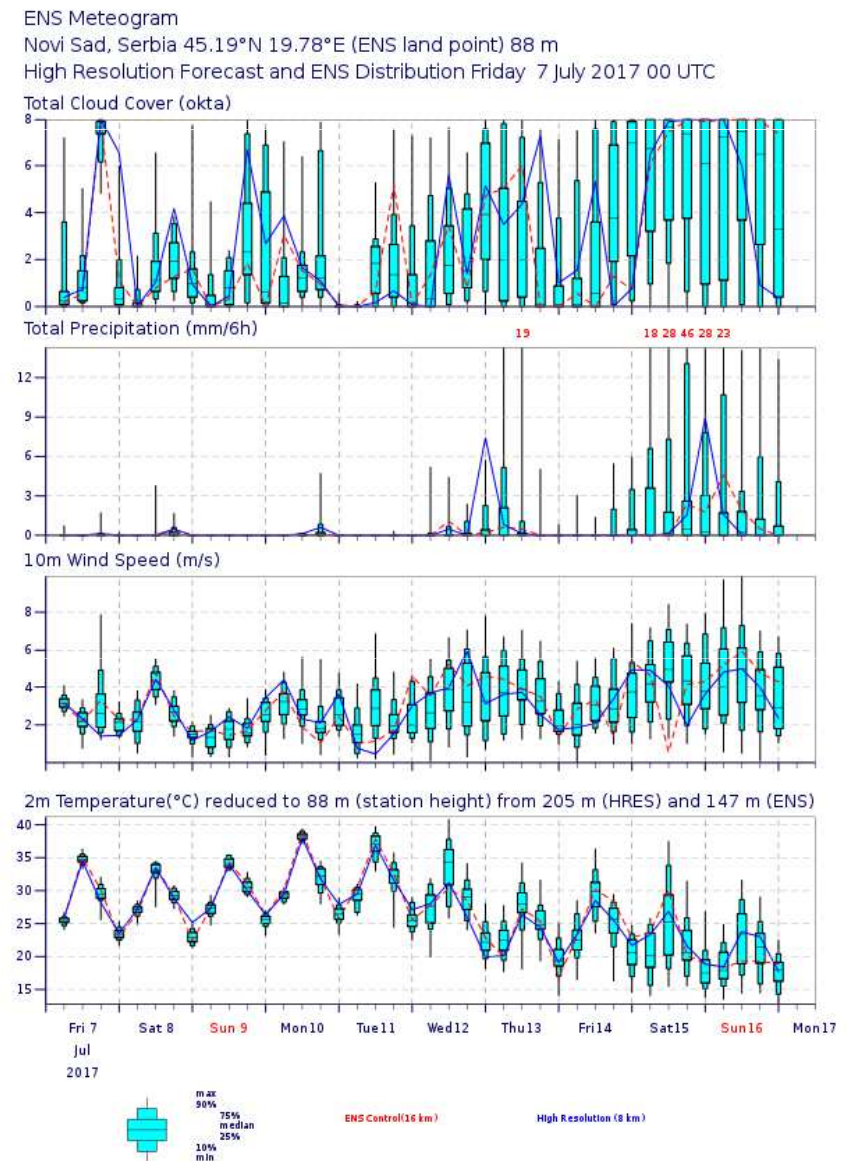 ENS Meteogram
Novi Sad, Serbia 45.19°N 19.78°E (ENS land point) 88 m
High Resolution Forecast and ENS Distribution Friday 7 July 2017 00 UTC
Total Cloud Cover (okta)
8
6
4
2
0
Total Precipitation (mm/6h)
19 18 28 46 28 23
12
9
6
3
0
10m Wind Speed (m/s)
8
6
4
2
2m Temperature(°C) reduced to 88 m (station height) from 205 m (HRES) and 147 m (ENS)
40
35
30
25
20
15
Fri 7 Sat 8 Sun 9 Mon10 Tue11 Wed12 Thu13 Fri14 Sat15 Sun16 Mon17
Jul
2017
max
90%
75%
median
25%
10%
min
ENS Control(16 km)
High Resolution (8 km)